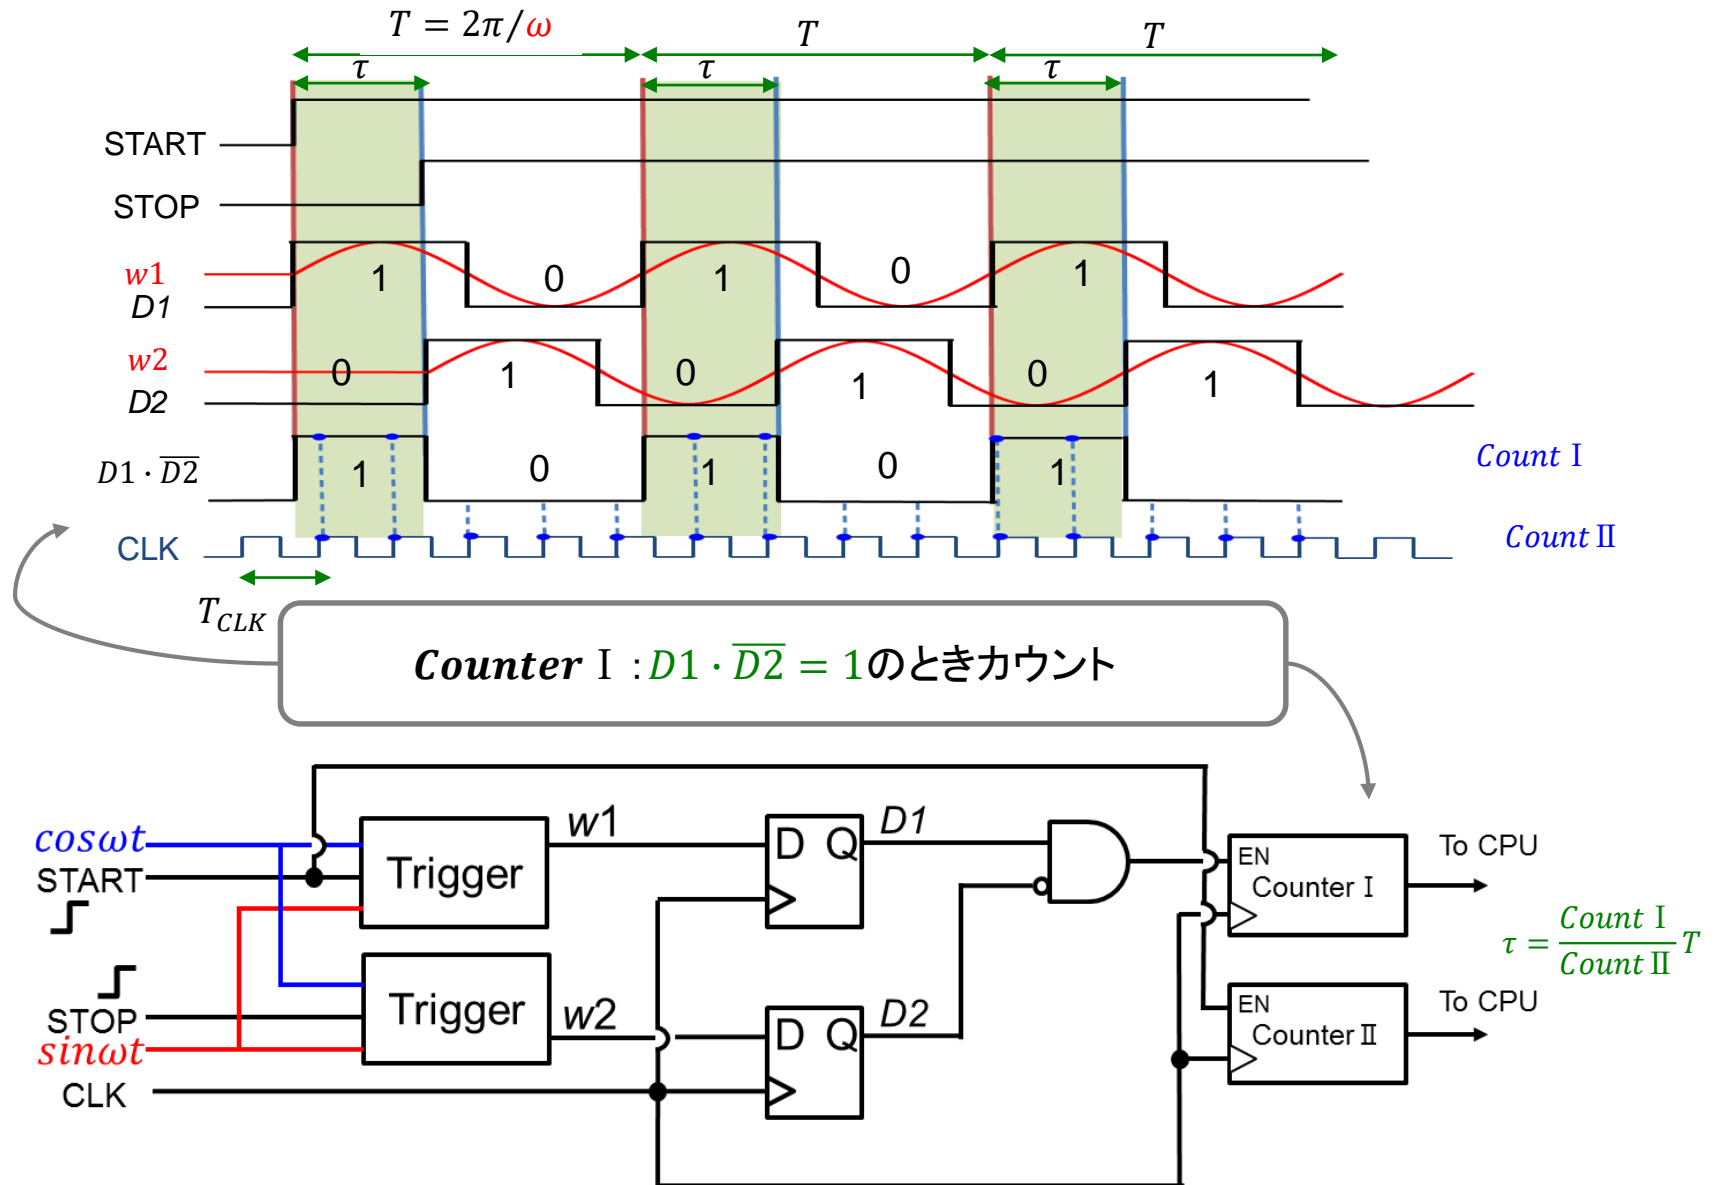 T = 2π/ω T T
τ τ τ
START
STOP
w1 1 0 1 0 1
D1
w2 0 1 0 1 0 1
D2
D1 · D2̅ 1 0 1 0 1 Count Ⅰ
CLK Count Ⅱ
T_CLK
Counter Ⅰ : D1 · D2̅ = 1のときカウント
cosωt
START
Trigger
w1
D Q
D1
EN
Counter Ⅰ
To CPU
τ = Count Ⅰ / Count Ⅱ T
STOP
sinωt
CLK
Trigger
w2
D Q
D2
EN
Counter Ⅱ
To CPU